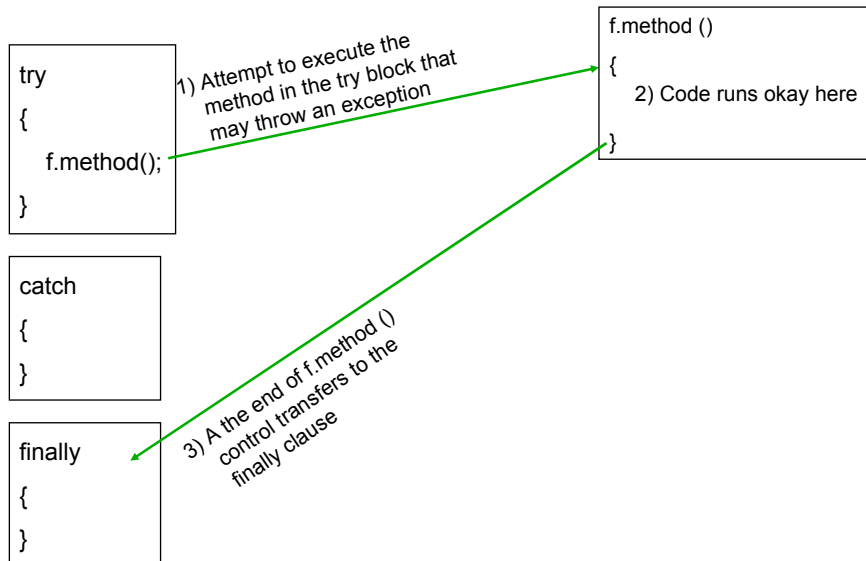 try
{
f.method();
}
1) Attempt to execute the
method in the try block that
may throw an exception
f.method ()
{
2) Code runs okay here
}
catch
{
}
3) A the end of f.method ()
control transfers to the
finally clause
finally
{
}